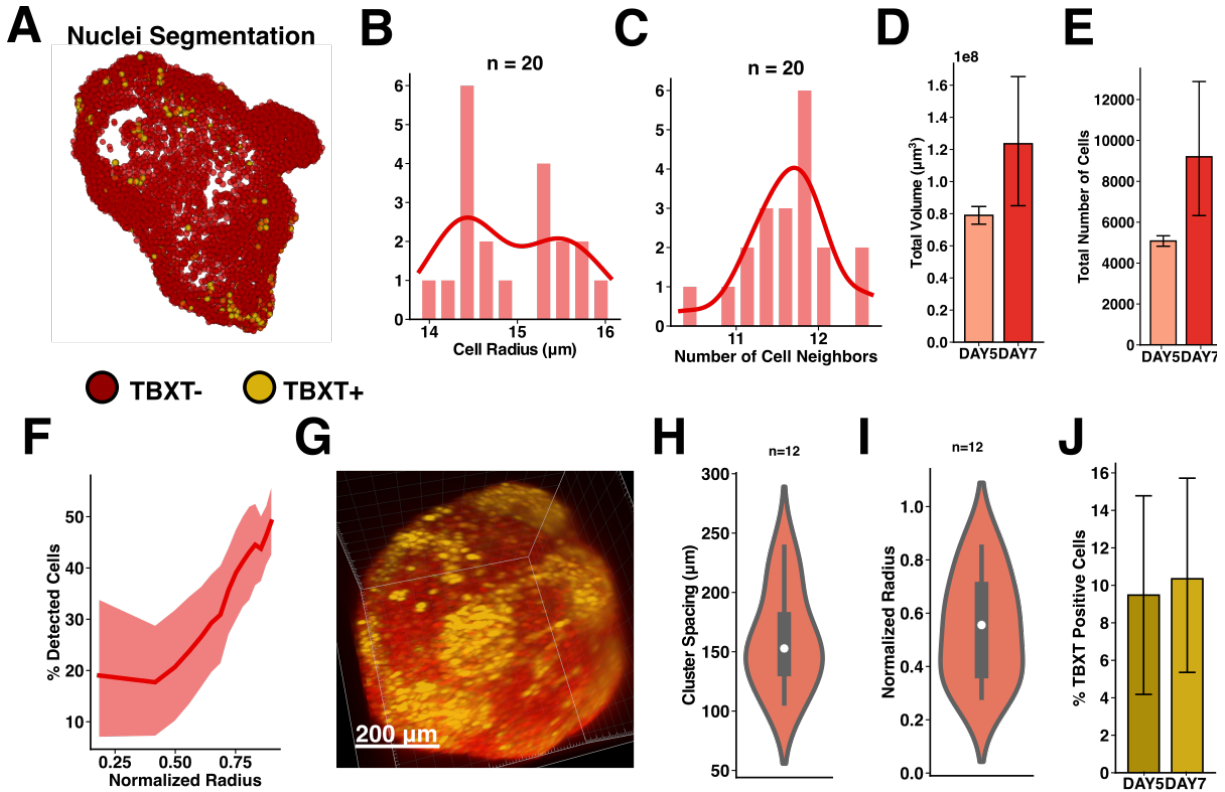 A
Nuclei Segmentation
TBXT-
TBXT+
B
n = 20
6
5
4
3
2
1
0
14
15
16
Cell Radius (µm)
C
n = 20
6
5
4
3
2
1
0
11
12
Number of Cell Neighbors
D
1e8
Total Volume (µm³)
1.6
1.4
1.2
1.0
0.8
0.6
0.4
0.2
0.0
DAY5DAY7
E
Total Number of Cells
12000
10000
8000
6000
4000
2000
0
DAY5DAY7
F
% Detected Cells
50
40
30
20
10
0.25
0.50
0.75
Normalized Radius
G
200 µm
H
n=12
Cluster Spacing (µm)
300
250
200
150
100
50
I
n=12
Normalized Radius
1.0
0.8
0.6
0.4
0.2
0.0
J
% TBXT Positive Cells
16
14
12
10
8
6
4
2
0
DAY5DAY7